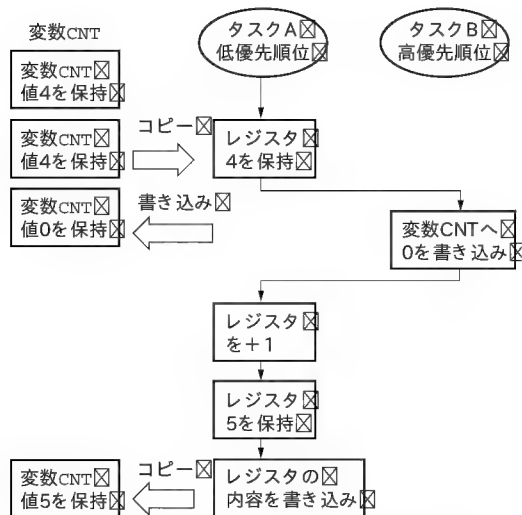 変数CNT
タスクA
低優先順位
タスクB
高優先順位
変数CNT
値4を保持
変数CNT
値4を保持
コピー
レジスタ
4を保持
変数CNT
値0を保持
書き込み
変数CNTへ
0を書き込み
レジスタ
を+1
レジスタ
5を保持
変数CNT
値5を保持
コピー
レジスタの
内容を書き込み